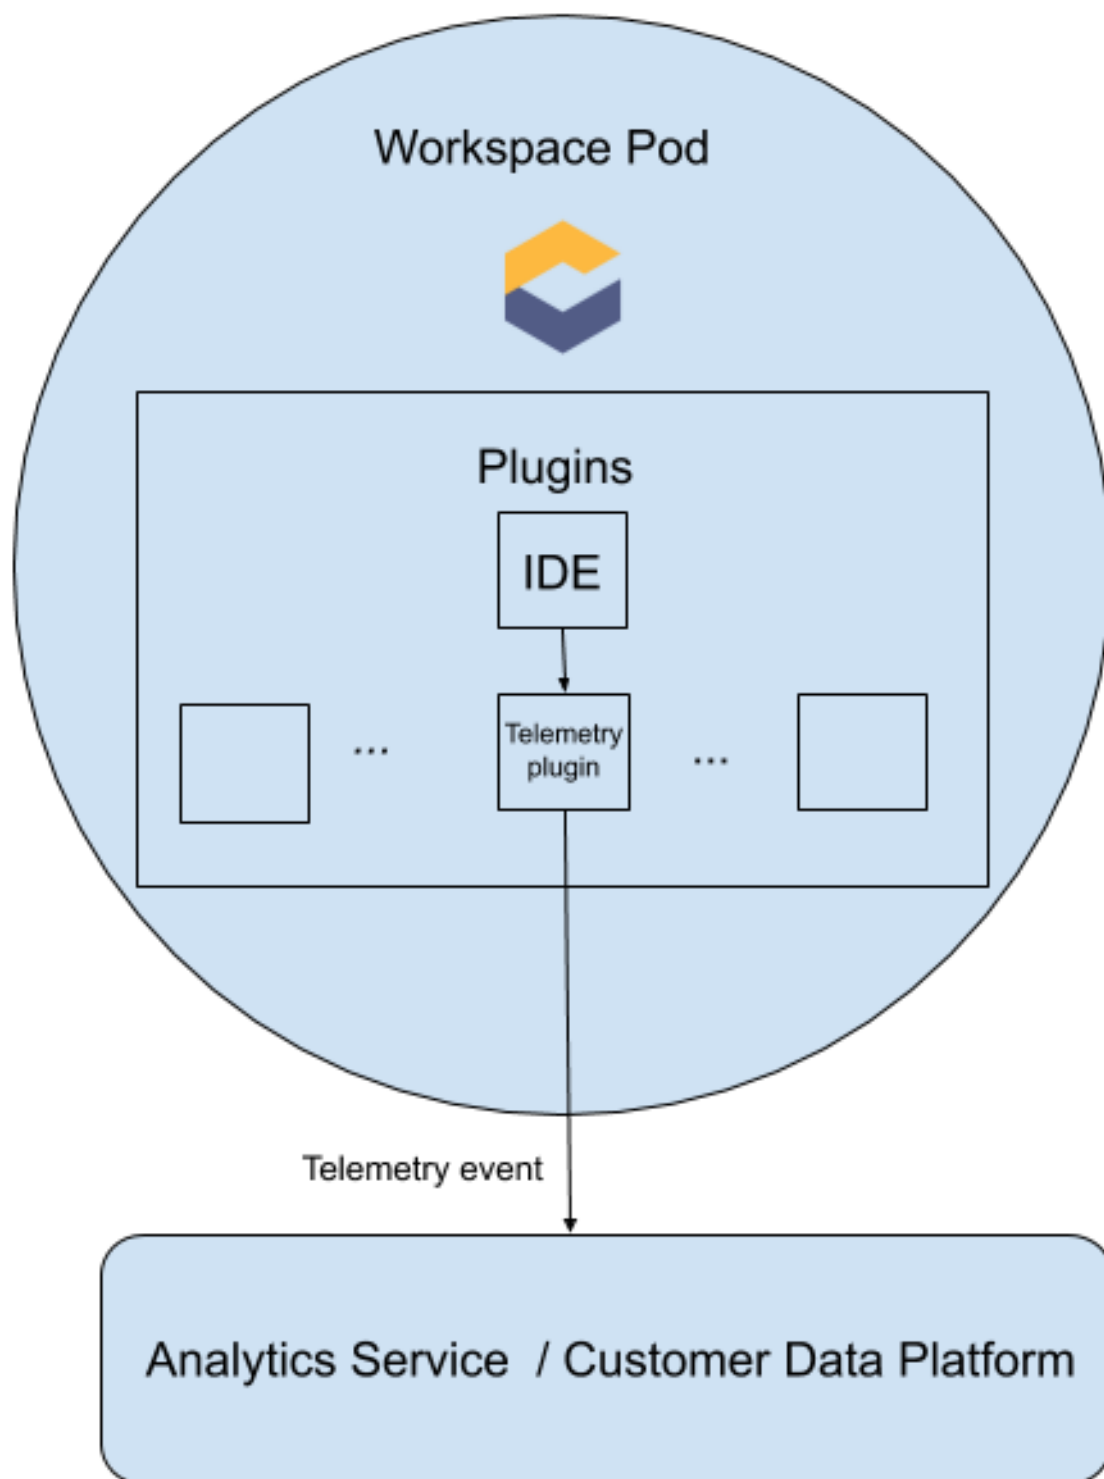 Workspace Pod
Plugins
IDE
...
Telemetry
plugin
...
Telemetry event
Analytics Service / Customer Data Platform